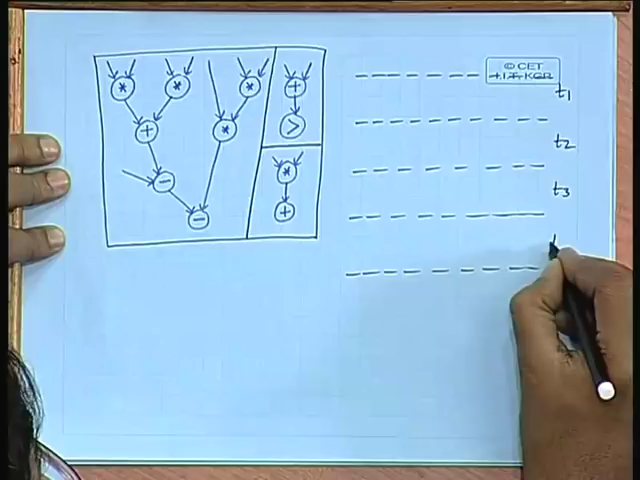 * * * +
© CET
I.I.T. KGP
t1
+ * >
t2
- *
t3
- +